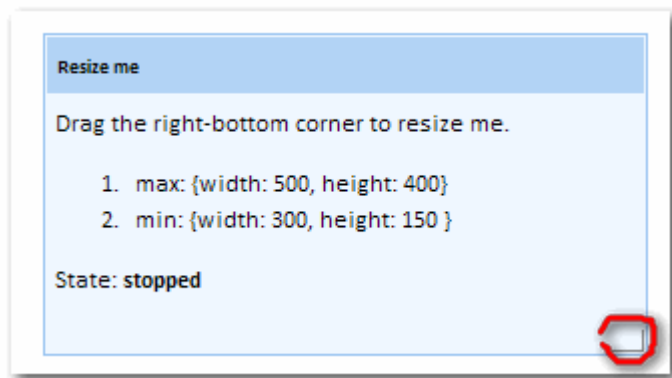 Resize me
Drag the right-bottom corner to resize me.
1. max: {width: 500, height: 400}
2. min: {width: 300, height: 150 }
State: stopped